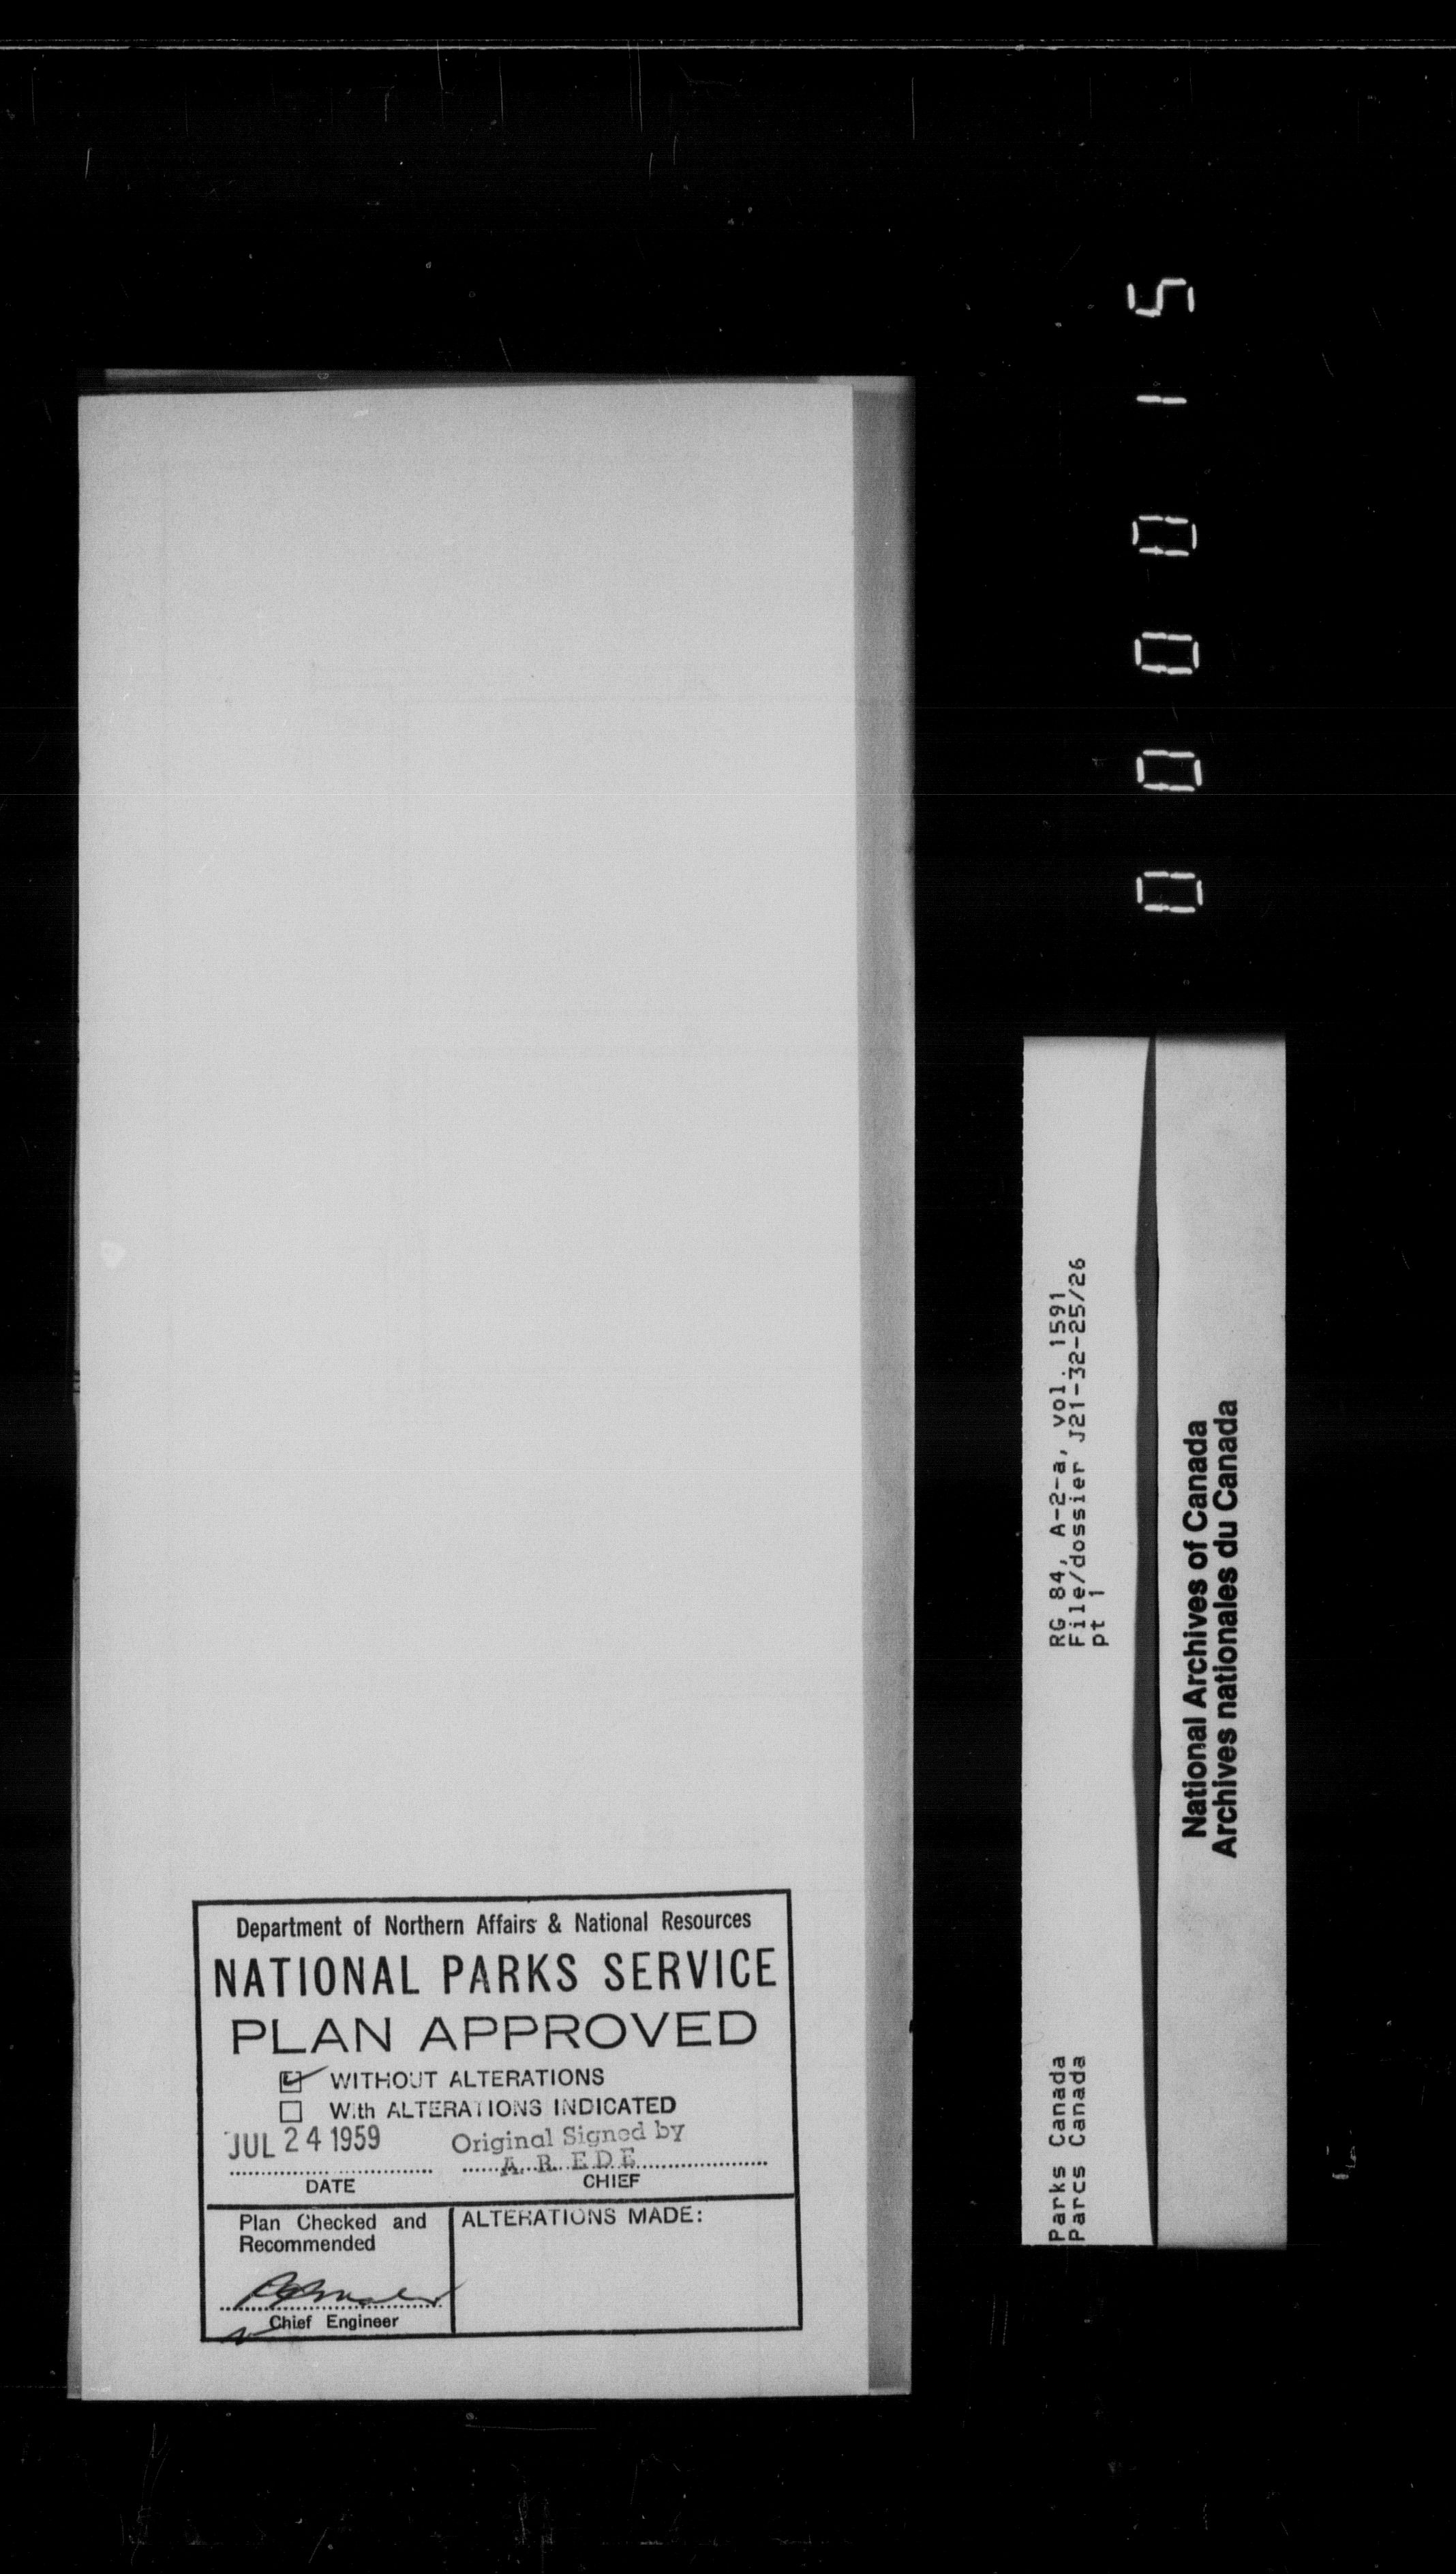 Department of Northern Affairs & National Resources
NATIONAL PARKS SERVICE
PLAN APPROVED
WITHOUT ALTERATIONS
With ALTERATIONS INDICATED
JUL 24 1959
Original Signed by
A. R. EDE
DATE
CHIEF
Plan Checked and
Recommended
Chief Engineer
ALTERATIONS MADE:
000015
RG 84, A-2-a, vol. 1591
File/dossier J21-32-25/26
pt 1
Parks Canada
Parcs Canada
National Archives of Canada
Archives nationales du Canada